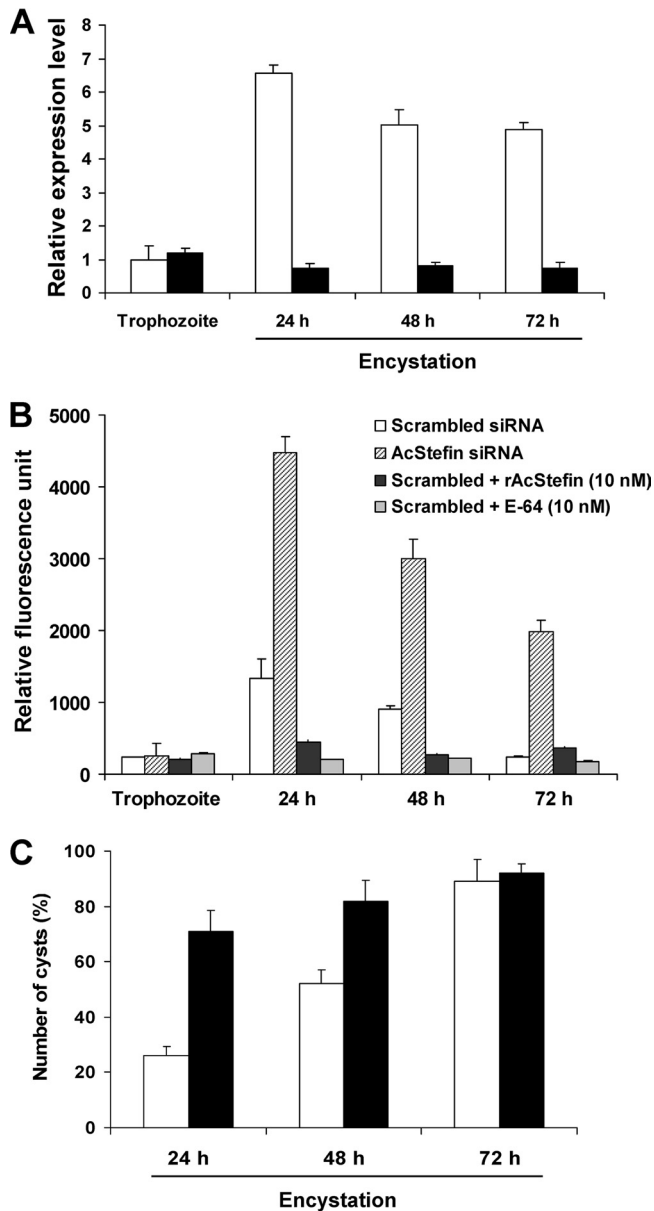 A
Relative expression level
8
7
6
5
4
3
2
1
0
Trophozoite
24 h
48 h
72 h
Encystation
B
Relative fluorescence unit
5000
4000
3000
2000
1000
0
Scrambled siRNA
AcStefin siRNA
Scrambled + rAcStefin (10 nM)
Scrambled + E-64 (10 nM)
Trophozoite
24 h
48 h
72 h
C
Number of cysts (%)
100
80
60
40
20
0
24 h
48 h
72 h
Encystation